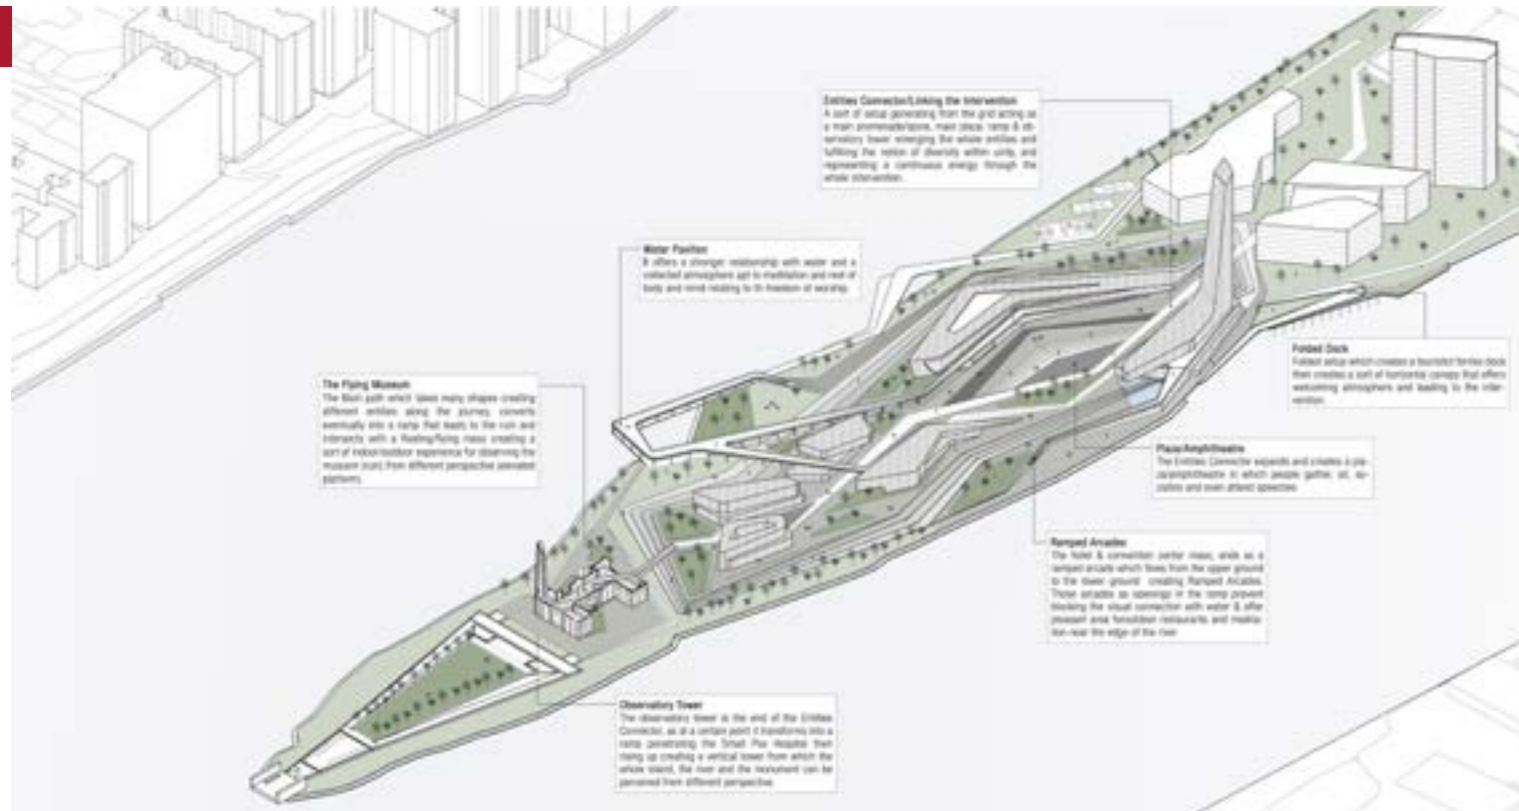 Entities Connector/Linking the Intervention
A sort of setup generating from the grid acting as
a main promenade/spine, main plaza, ramp & ob-
servatory tower emerging the whole entities and
fulfilling the notion of diversity within unity, and
representing a continuous energy through the
whole intervention.
Water Pavilion
It offers a stronger relationship with water and a
collected atmosphere apt to meditation and rest of
body and mind relating to th freedom of worship.
Folded Dock
Folded setup which creates a touristic ferries dock
then creates a sort of horizontal canopy that offers
welcoming atmosphere and leading to the inter-
vention.
The Flying Museum
The Main path which takes many shapes creating
different entities along the journey, converts
eventually into a ramp that leads to the ruin and
intersects with a floating/flying mass creating a
sort of indoor/outdoor experience for observing the
museum (ruin) from different perspective elevated
platforms.
Plaza/Amphitheatre
The Entities Connector expands and creates a pla-
za/amphitheatre in which people gather, sit, so-
cialize and even attend speeches
Ramped Arcades
The hotel & convention center mass, ends as a
ramped arcade which flows from the upper ground
to the lower ground creating Ramped Arcades.
Those arcades as openings in the ramp prevent
blocking the visual connection with water & offer
pleasant area for outdoor restaurants and
near the edge of the river
Observatory Tower
The observatory tower is the end of the Entities
Connector, as at a certain point it transforms into a
ramp penetrating the Small Pox Hospital then
rising up creating a vertical tower from which the
whole island, the river and the monument can be
perceived from different perspective.